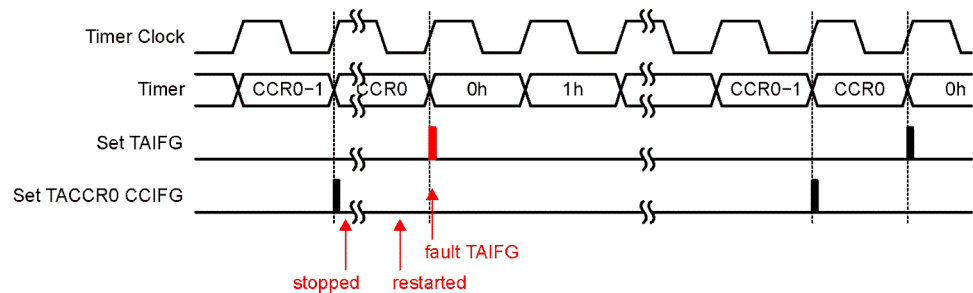 Timer Clock
Timer CCR0−1 CCR0 0h 1h CCR0−1 CCR0 0h
Set TAIFG
Set TACCR0 CCIFG
fault TAIFG
stopped restarted